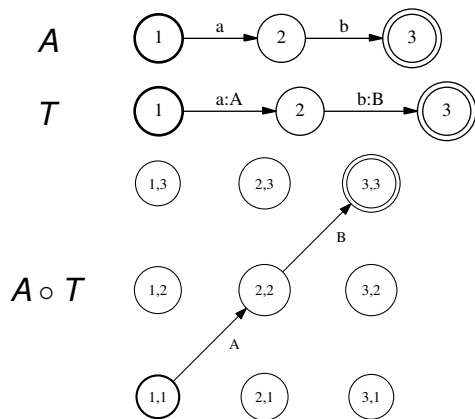 A 1 a 2 b 3
T 1 a:A 2 b:B 3
1,3 2,3 3,3
B
A ∘ T 1,2 2,2 3,2
A
1,1 2,1 3,1